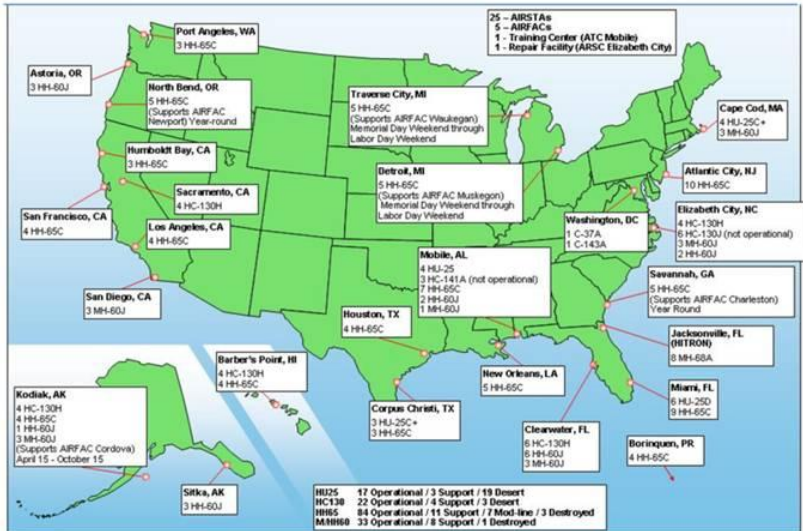 25 – AIRSTAs
5 – AIRFACs
1 - Training Center (ATC Mobile)
1 - Repair Facility (ARSC Elizabeth City)
Port Angeles, WA
3 HH-65C
Astoria, OR
3 HH-60J
North Bend, OR
5 HH-65C
(Supports AIRFAC
Newport) Year-round
Humboldt Bay, CA
3 HH-65C
Sacramento, CA
4 HC-130H
San Francisco, CA
4 HH-65C
Los Angeles, CA
4 HH-65C
San Diego, CA
3 MH-60J
Traverse City, MI
5 HH-65C
(Supports AIRFAC Waukegan)
Memorial Day Weekend through
Labor Day Weekend
Detroit, MI
5 HH-65C
(Supports AIRFAC Muskegon)
Memorial Day Weekend through
Labor Day Weekend
Cape Cod, MA
4 HU-25C+
3 MH-60J
Atlantic City, NJ
10 HH-65C
Washington, DC
1 C-37A
1 C-143A
Elizabeth City, NC
4 HC-130H
6 HC-130J (not operational)
3 MH-60J
2 HH-60J
Mobile, AL
4 HU-25
3 HC-141A (not operational)
7 HH-65C
2 HH-60J
1 MH-60J
Savannah, GA
5 HH-65C
(Supports AIRFAC Charleston)
Year Round
Houston, TX
4 HH-65C
Jacksonville, FL
(HITRON)
8 MH-68A
Barber's Point, HI
4 HC-130H
4 HH-65C
New Orleans, LA
5 HH-65C
Miami, FL
6 HU-25D
9 HH-65C
Kodiak, AK
4 HC-130H
4 HH-65C
1 HH-60J
3 MH-60J
(Supports AIRFAC Cordova)
April 15 - October 15
Corpus Christi, TX
3 HU-25C+
3 HH-65C
Clearwater, FL
6 HC-130H
6 HH-60J
3 MH-60J
Borinquen, PR
4 HH-65C
Sitka, AK
3 HH-60J
HU25 17 Operational / 3 Support / 19 Desert
HC130 22 Operational / 4 Support / 3 Desert
HH65 84 Operational / 11 Support / 7 Mod-line / 3 Destroyed
M/HH60 33 Operational / 8 Support / 1 Destroyed